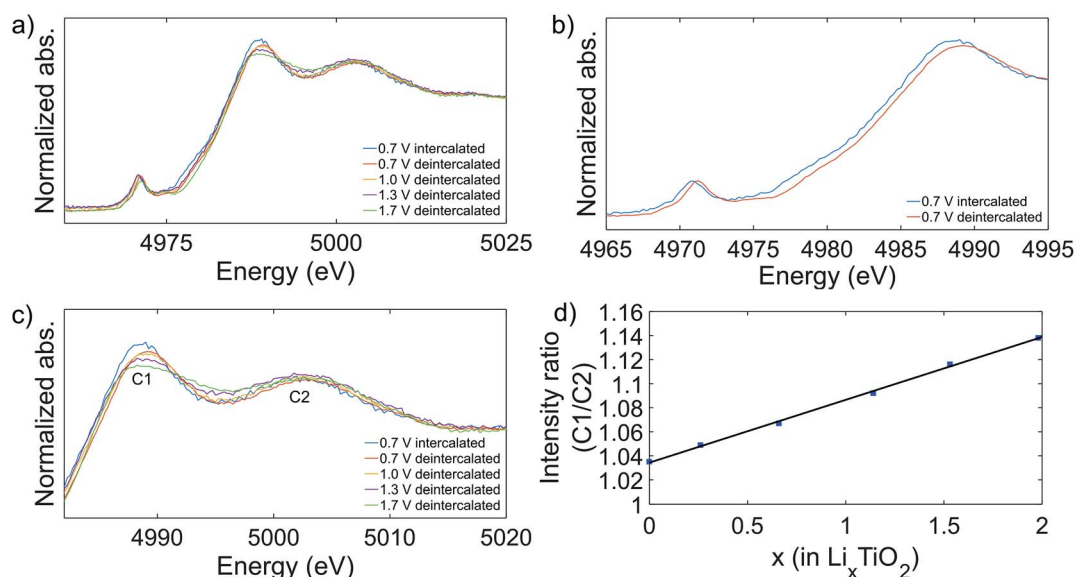 a)
Normalized abs.
0.7 V intercalated
0.7 V deintercalated
1.0 V deintercalated
1.3 V deintercalated
1.7 V deintercalated
4975 5000 5025
Energy (eV)
b)
Normalized abs.
0.7 V intercalated
0.7 V deintercalated
4965 4970 4975 4980 4985 4990 4995
Energy (eV)
c)
Normalized abs.
C1
C2
0.7 V intercalated
0.7 V deintercalated
1.0 V deintercalated
1.3 V deintercalated
1.7 V deintercalated
4990 5000 5010 5020
Energy (eV)
d)
Intensity ratio
(C1/C2)
1.16
1.14
1.12
1.1
1.08
1.06
1.04
1.02
1
0 0.5 1 1.5 2
x (in LixTiO2)